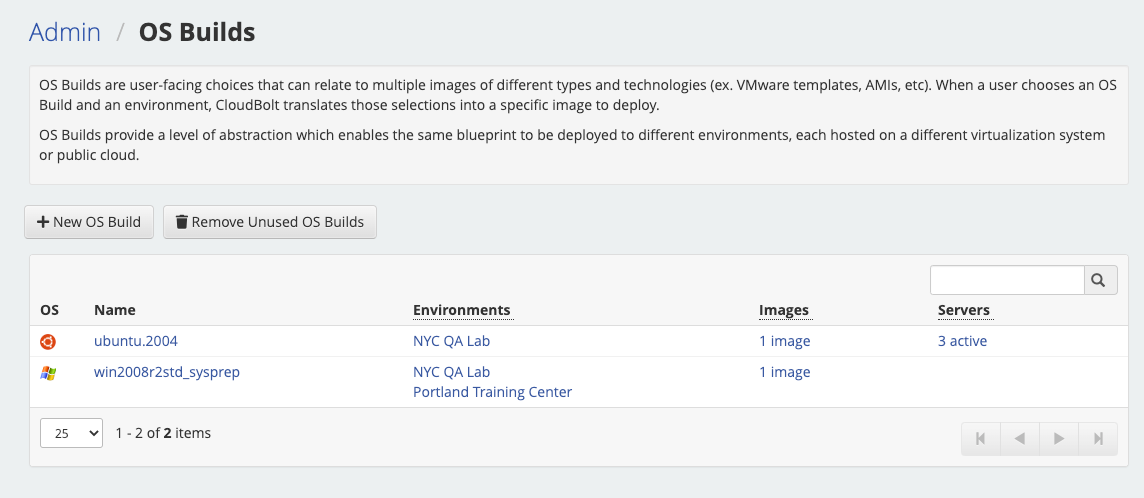 Admin / OS Builds
OS Builds are user-facing choices that can relate to multiple images of different types and technologies (ex. VMware templates, AMIs, etc). When a user chooses an OS
Build and an environment, CloudBolt translates those selections into a specific image to deploy.
OS Builds provide a level of abstraction which enables the same blueprint to be deployed to different environments, each hosted on a different virtualization system
or public cloud.
New OS Build Remove Unused OS Builds
OS Name Environments Images Servers
ubuntu.2004 NYC QA Lab 1 image 3 active
win2008r2std_sysprep NYC QA Lab 1 image
Portland Training Center
25 1 - 2 of 2 items